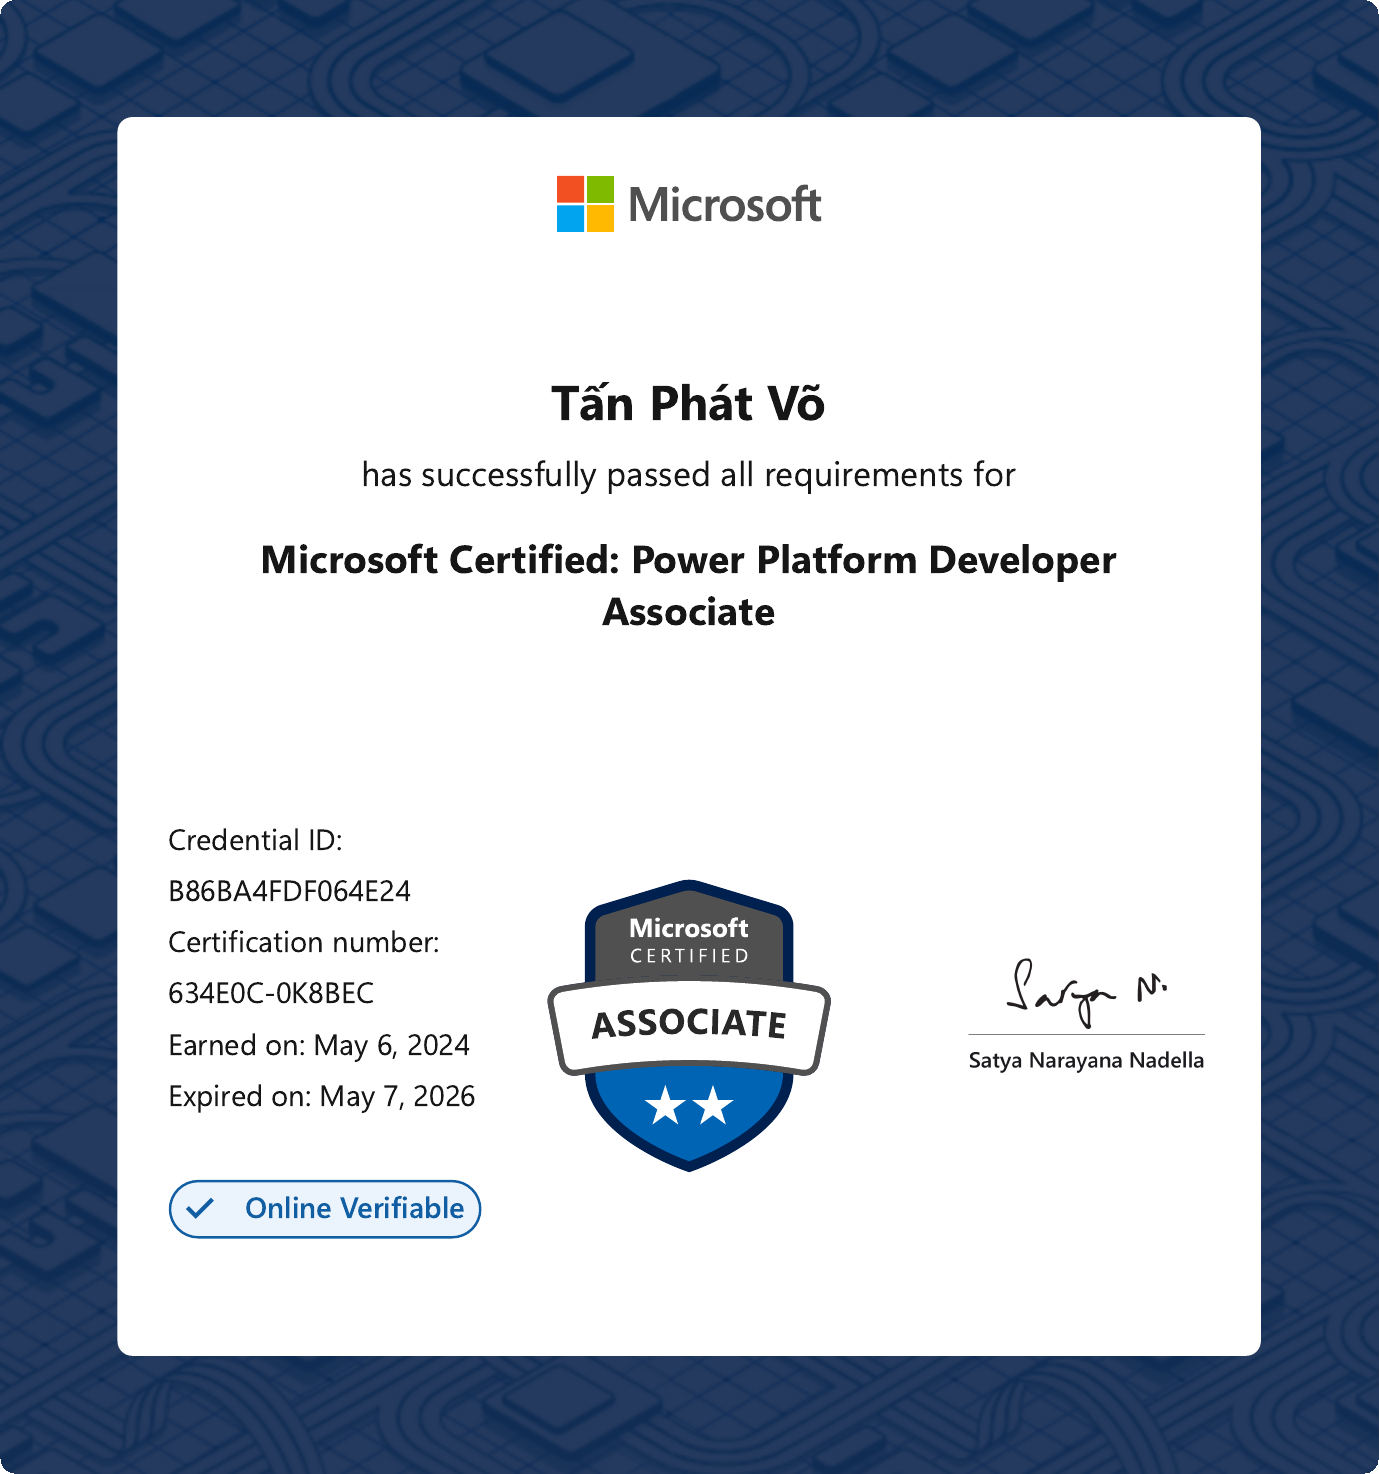 Microsoft
Tấn Phát Võ
has successfully passed all requirements for
Microsoft Certified: Power Platform Developer
Associate
Credential ID:
B86BA4FDF064E24
Certification number:
634E0C-0K8BEC
Earned on: May 6, 2024
Expired on: May 7, 2026
Online Verifiable
Microsoft
CERTIFIED
ASSOCIATE
Satya N.
Satya Narayana Nadella